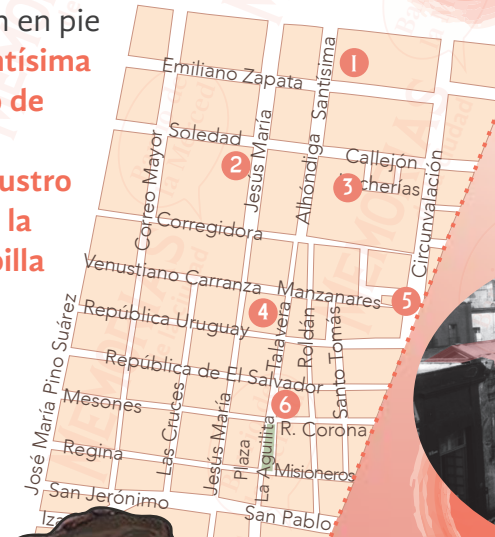 n en pie
ntísima
o de
ustro
la
pilla
1
Emiliano Zapata
Santísima
Soledad
2
Jesús María
Alhóndiga
Callejón
Lecherías
3
Circunvalación
Correo Mayor
Corregidora
Venustiano Carranza
Manzanares
5
República Uruguay
4
Talavera
Roldán
Santo Tomás
José María Pino Suárez
República de El Salvador
Mesones
Las Cruces
Jesús María
6
R. Corona
Regina
Plaza
La Aguilita
Misioneros
San Jerónimo
San Pablo
Iza